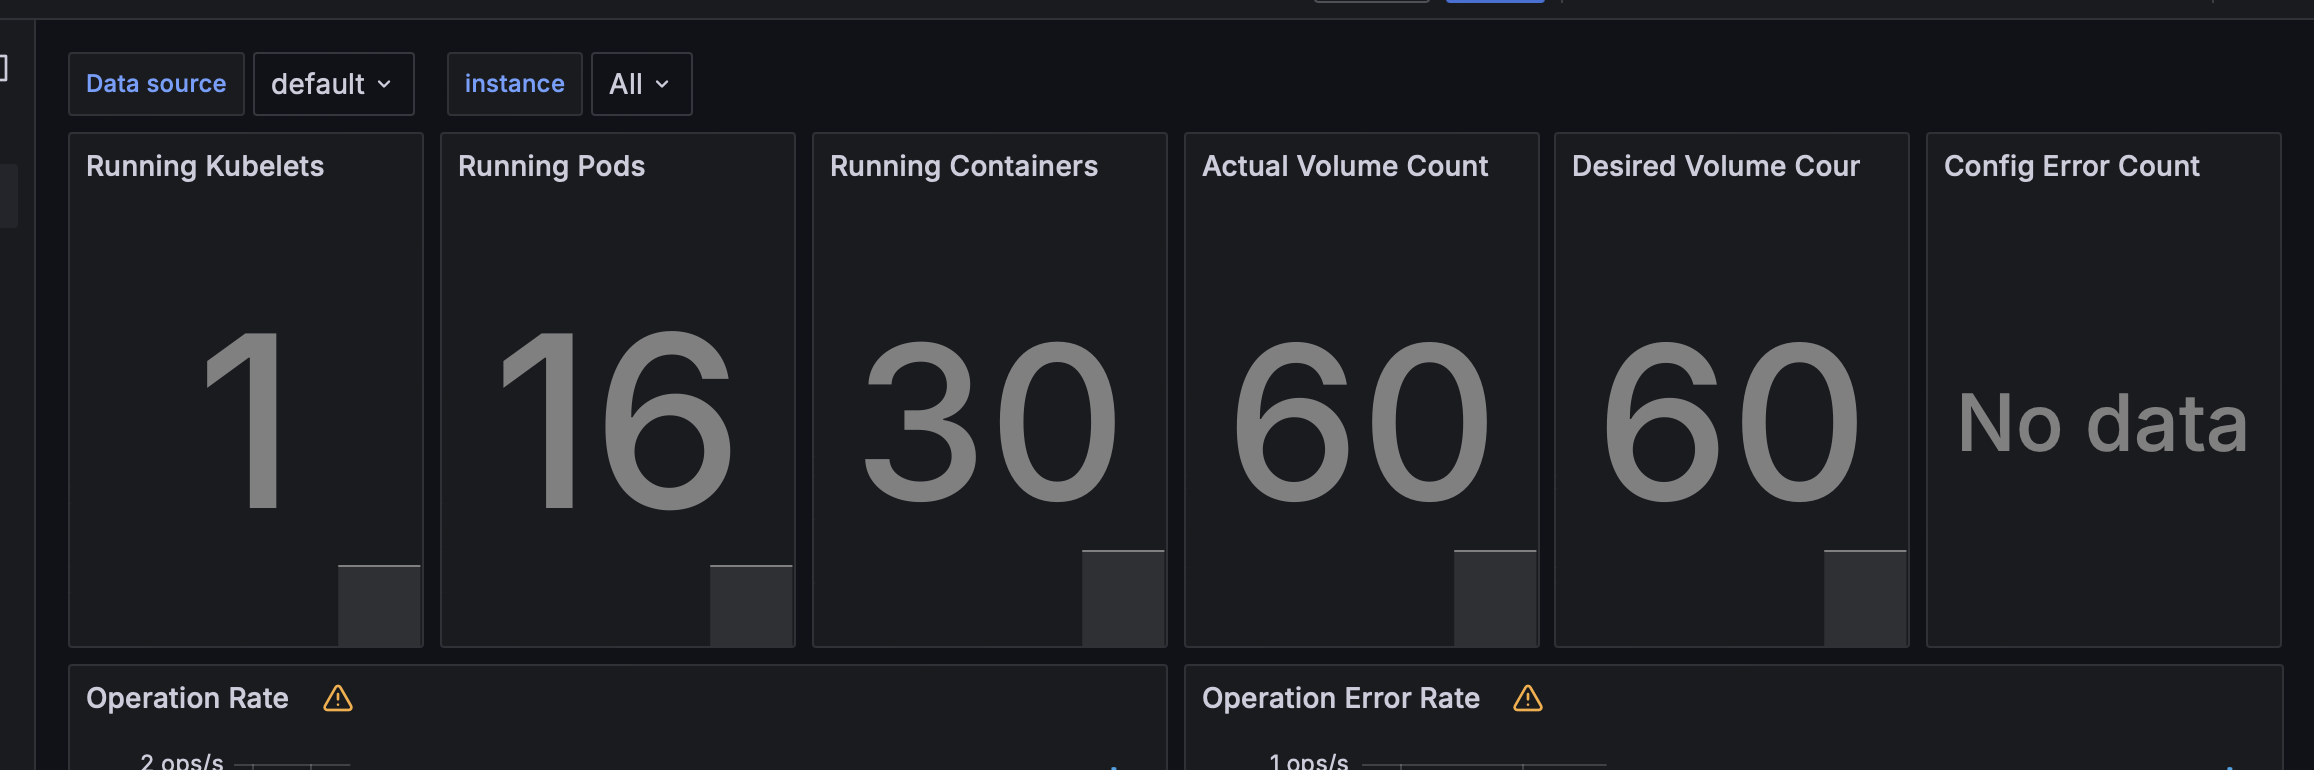 Data source default instance All
Running Kubelets
Running Pods
Running Containers
Actual Volume Count
Desired Volume Cour
Config Error Count
1
16
30
60
60
No data
Operation Rate
Operation Error Rate
2 ops/s
1 ops/s